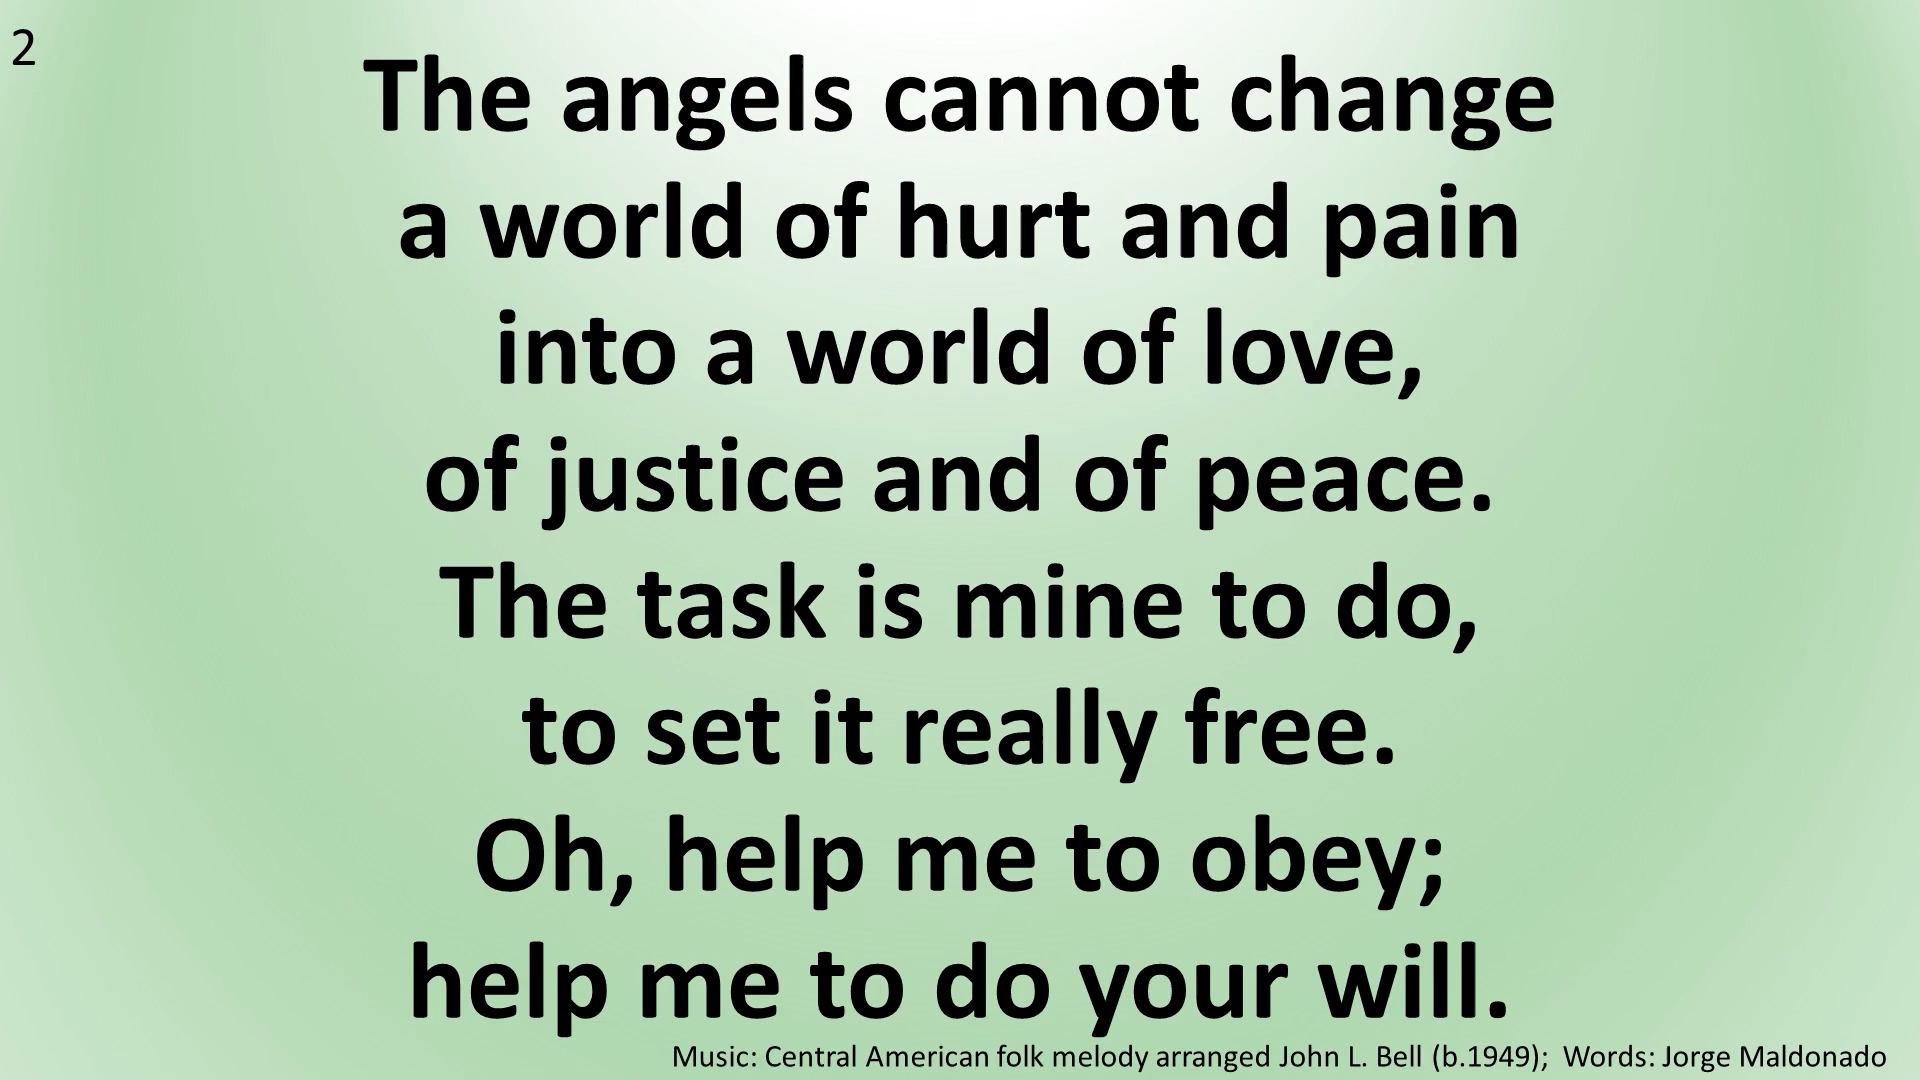 2
The angels cannot change
a world of hurt and pain
into a world of love,
of justice and of peace.
The task is mine to do,
to set it really free.
Oh, help me to obey;
help me to do your will.
Music: Central American folk melody arranged John L. Bell (b.1949);  Words: Jorge Maldonado